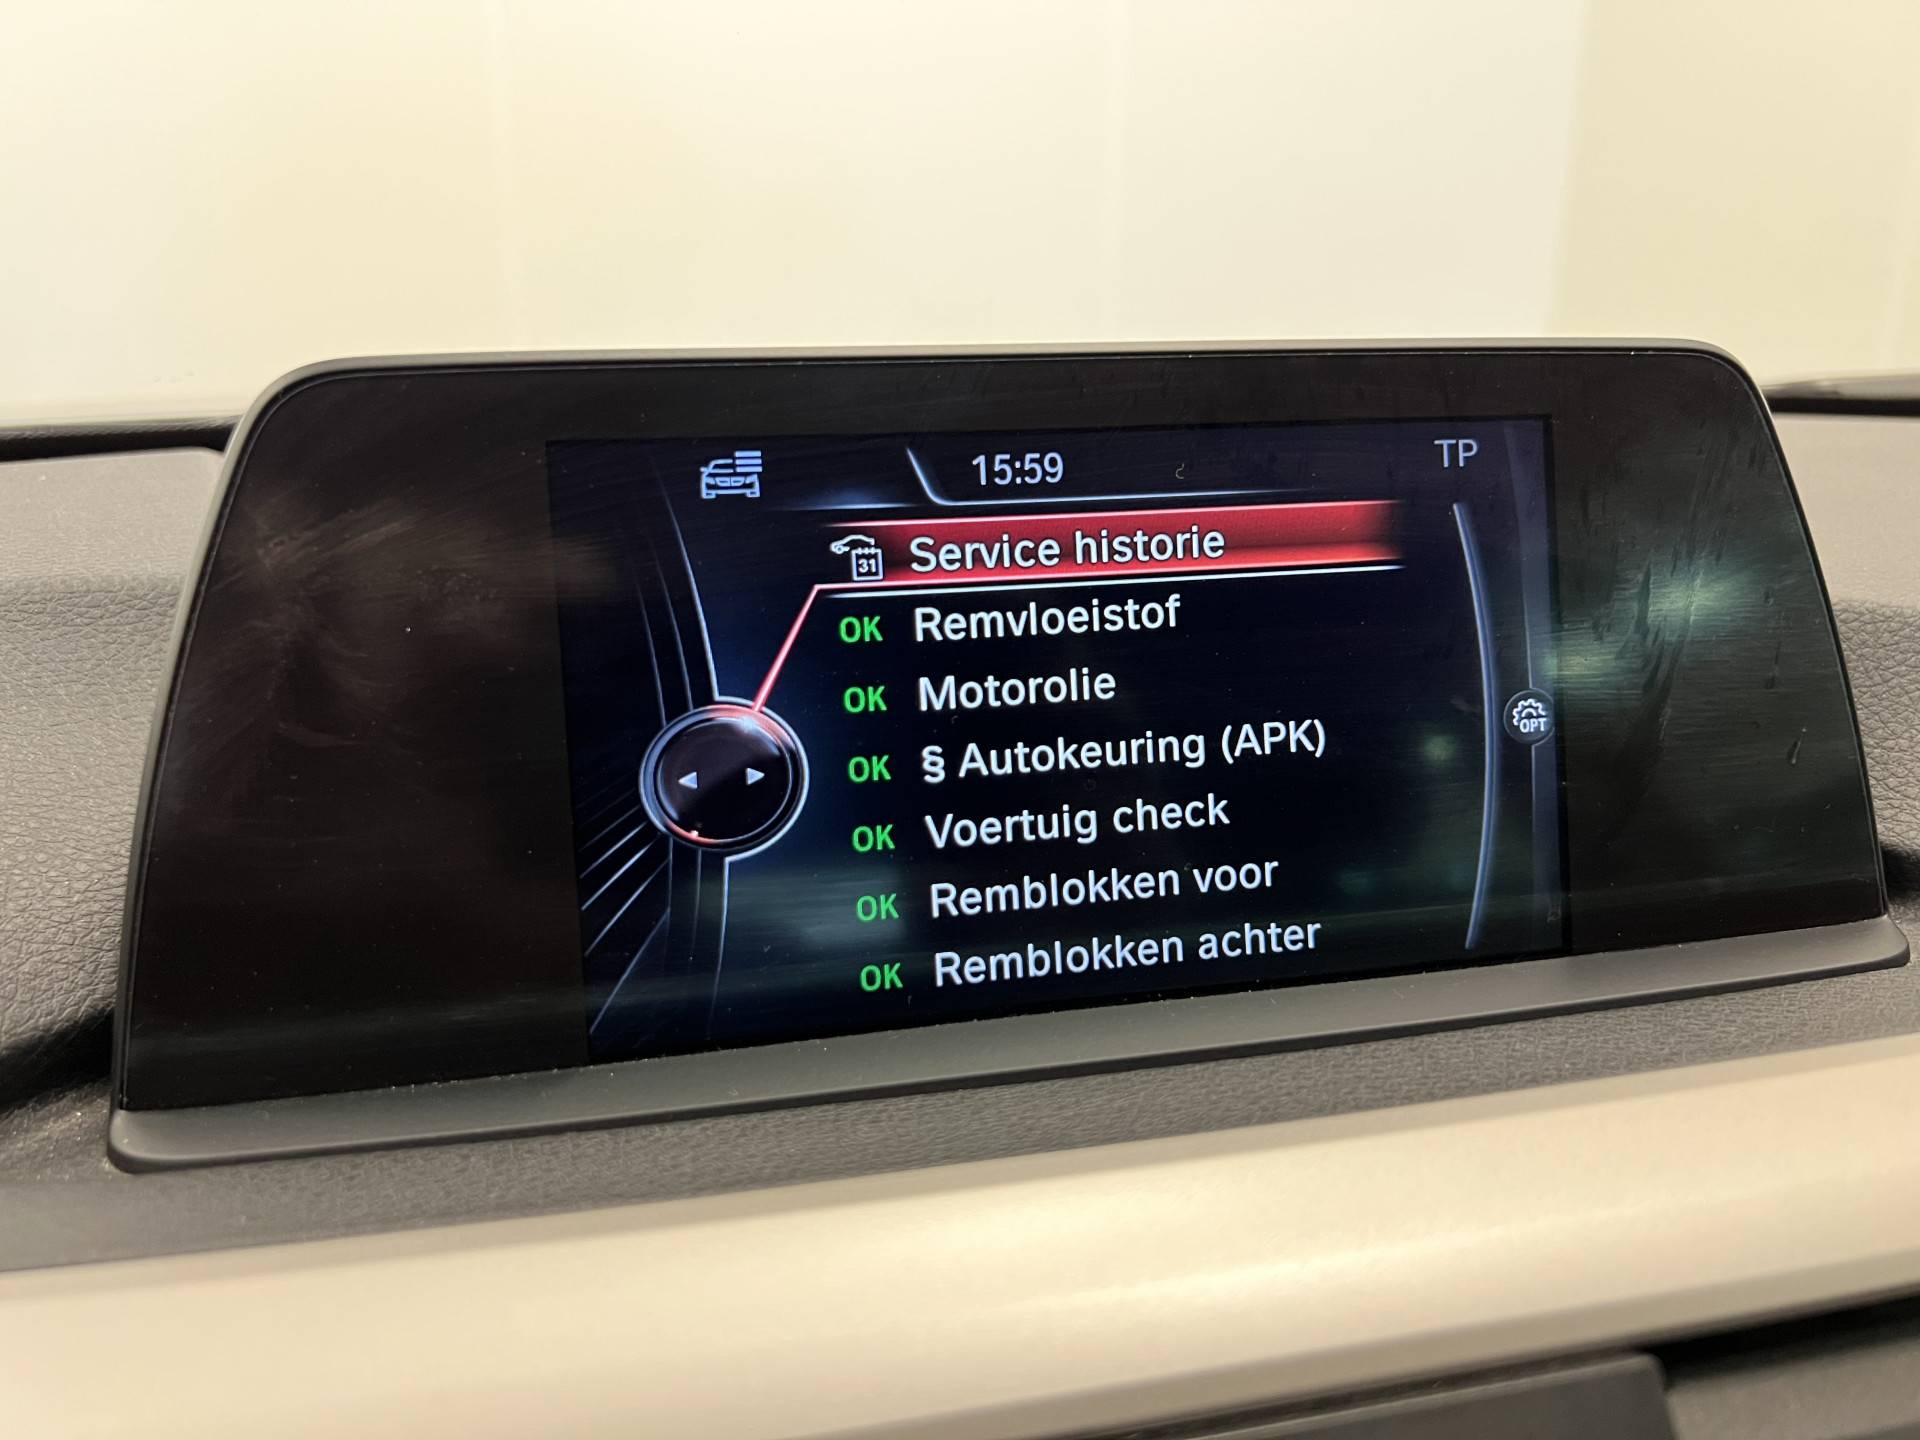 15:59
TP
31 Service historie
OK Remvloeistof
OK Motorolie
OK § Autokeuring (APK)
OPT
OK Voertuig check
OK Remblokken voor
OK Remblokken achter